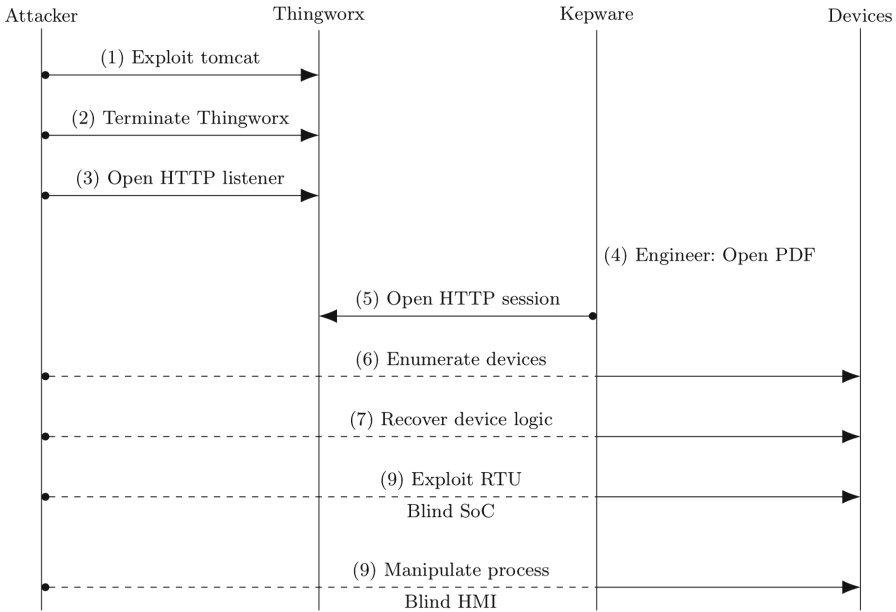 Attacker Thingworx Kepware Devices
(1) Exploit tomcat
(2) Terminate Thingworx
(3) Open HTTP listener
(4) Engineer: Open PDF
(5) Open HTTP session
(6) Enumerate devices
(7) Recover device logic
(9) Exploit RTU
Blind SoC
(9) Manipulate process
Blind HMI